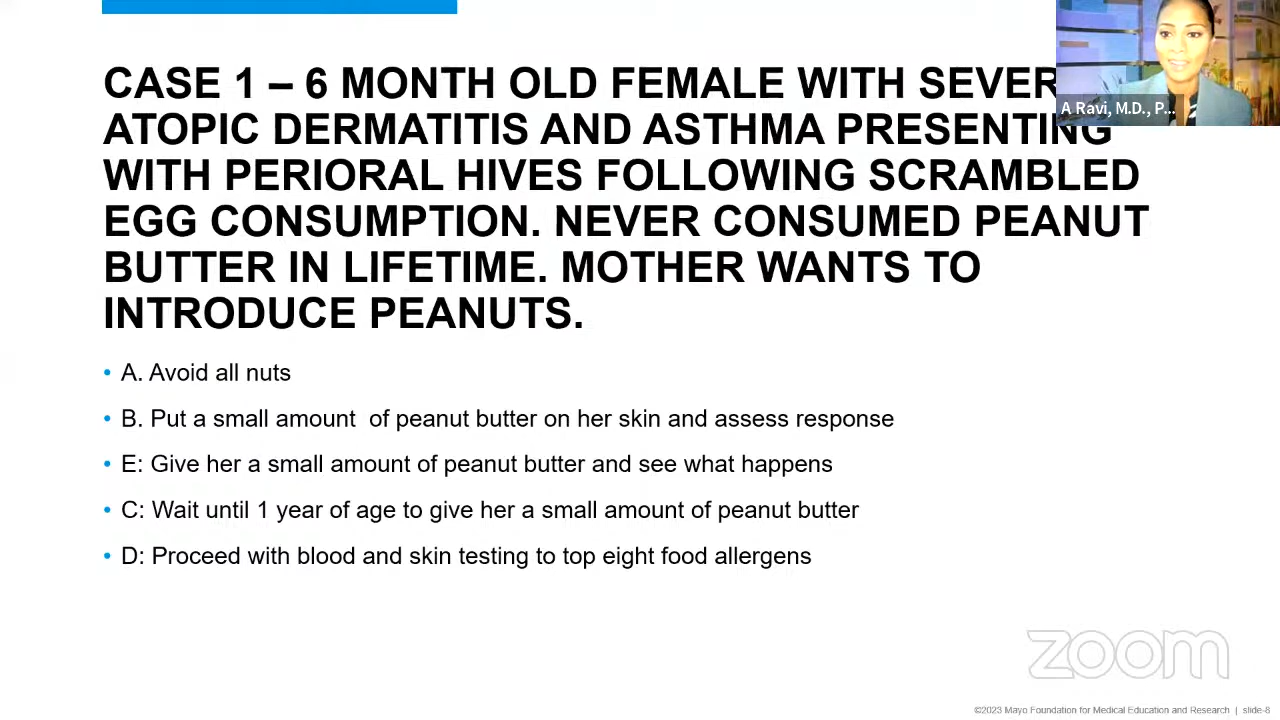 CASE 1 – 6 MONTH OLD FEMALE WITH SEVER
ATOPIC DERMATITIS AND ASTHMA PRESENTING
WITH PERIORAL HIVES FOLLOWING SCRAMBLED
EGG CONSUMPTION. NEVER CONSUMED PEANUT
BUTTER IN LIFETIME. MOTHER WANTS TO
INTRODUCE PEANUTS.
A Ravi, M.D., P...
• A. Avoid all nuts
• B. Put a small amount of peanut butter on her skin and assess response
• E: Give her a small amount of peanut butter and see what happens
• C: Wait until 1 year of age to give her a small amount of peanut butter
• D: Proceed with blood and skin testing to top eight food allergens
zoom
©2023 Mayo Foundation for Medical Education and Research | slide-8